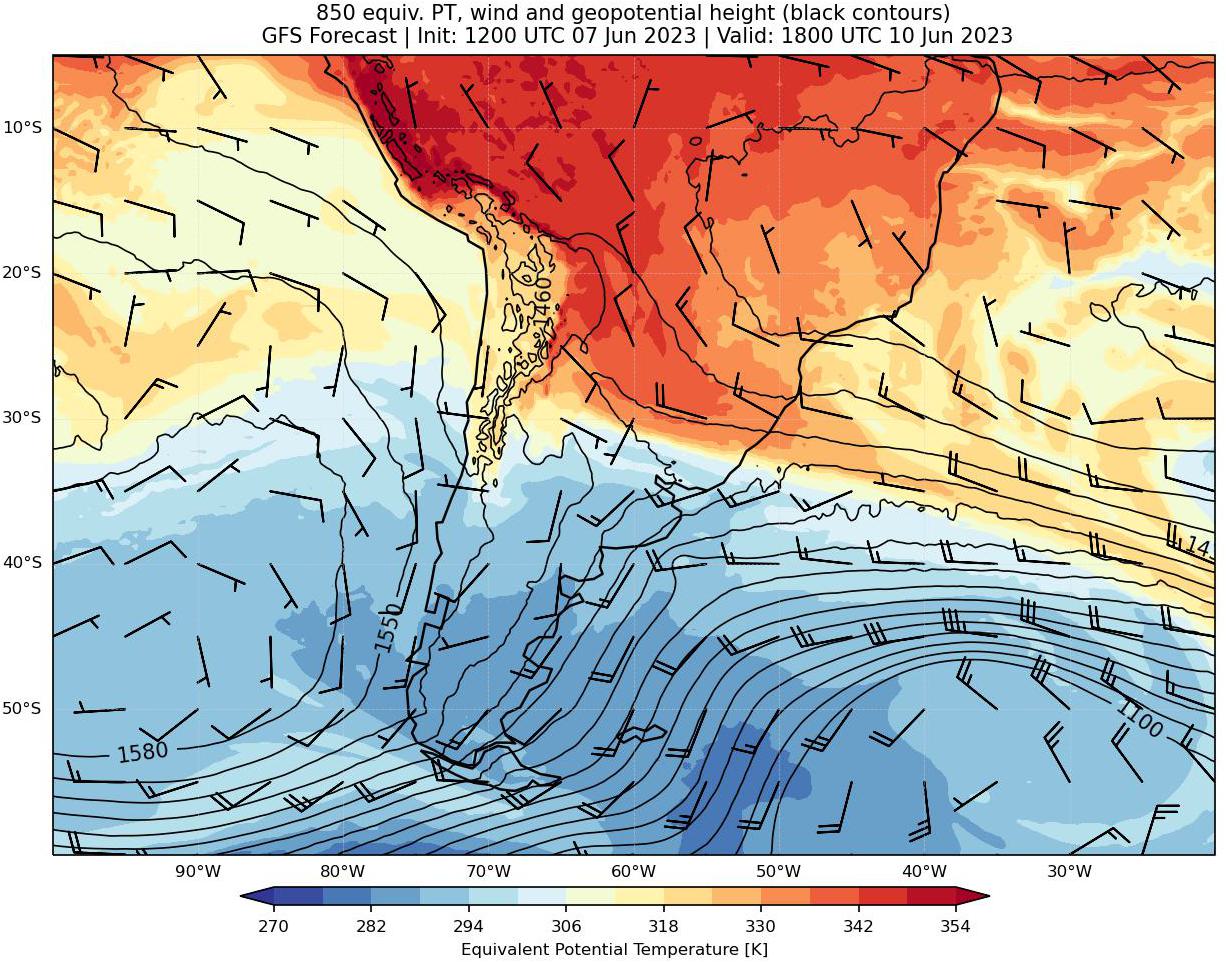 850 equiv. PT, wind and geopotential height (black contours)
GFS Forecast | Init: 1200 UTC 07 Jun 2023 | Valid: 1800 UTC 10 Jun 2023
10°S
20°S
1460
30°S
40°S
1550
50°S
1100
1580
90°W 80°W 70°W 60°W 50°W 40°W 30°W
270 282 294 306 318 330 342 354
Equivalent Potential Temperature [K]